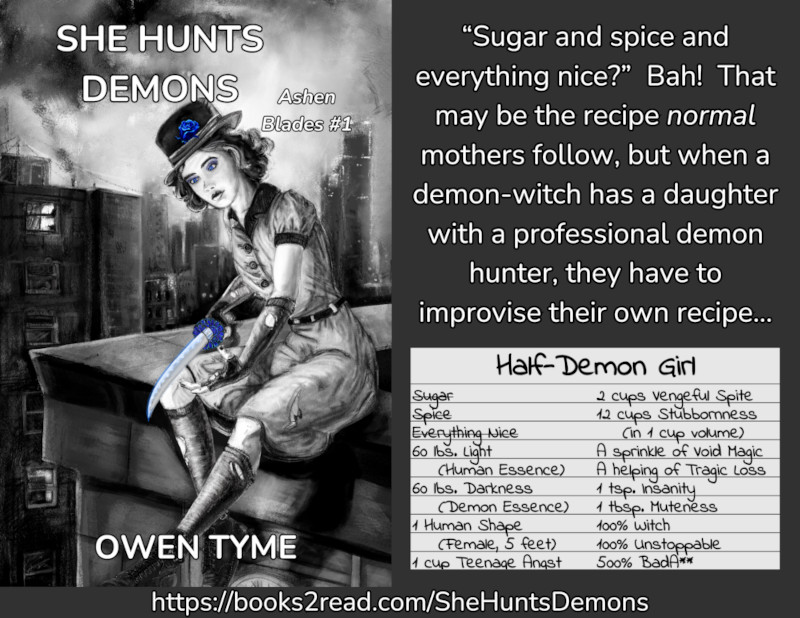 SHE HUNTS
DEMONS
Ashen
Blades #1
OWEN TYME
“Sugar and spice and
everything nice?” Bah! That
may be the recipe normal
mothers follow, but when a
demon-witch has a daughter
with a professional demon
hunter, they have to
improvise their own recipe...
Half-Demon Girl
Sugar
Spice
Everything Nice
60 lbs. Light
(Human Essence)
60 lbs. Darkness
(Demon Essence)
1 Human Shape
(Female, 5 feet)
1 cup Teenage Angst
2 cups Vengeful Spite
12 cups Stubbornness
(in 1 cup volume)
A sprinkle of Void Magic
A helping of Tragic Loss
1 tsp. Insanity
1 tbsp. Muteness
100% Witch
100% Unstoppable
500% BadA**
https://books2read.com/SheHuntsDemons